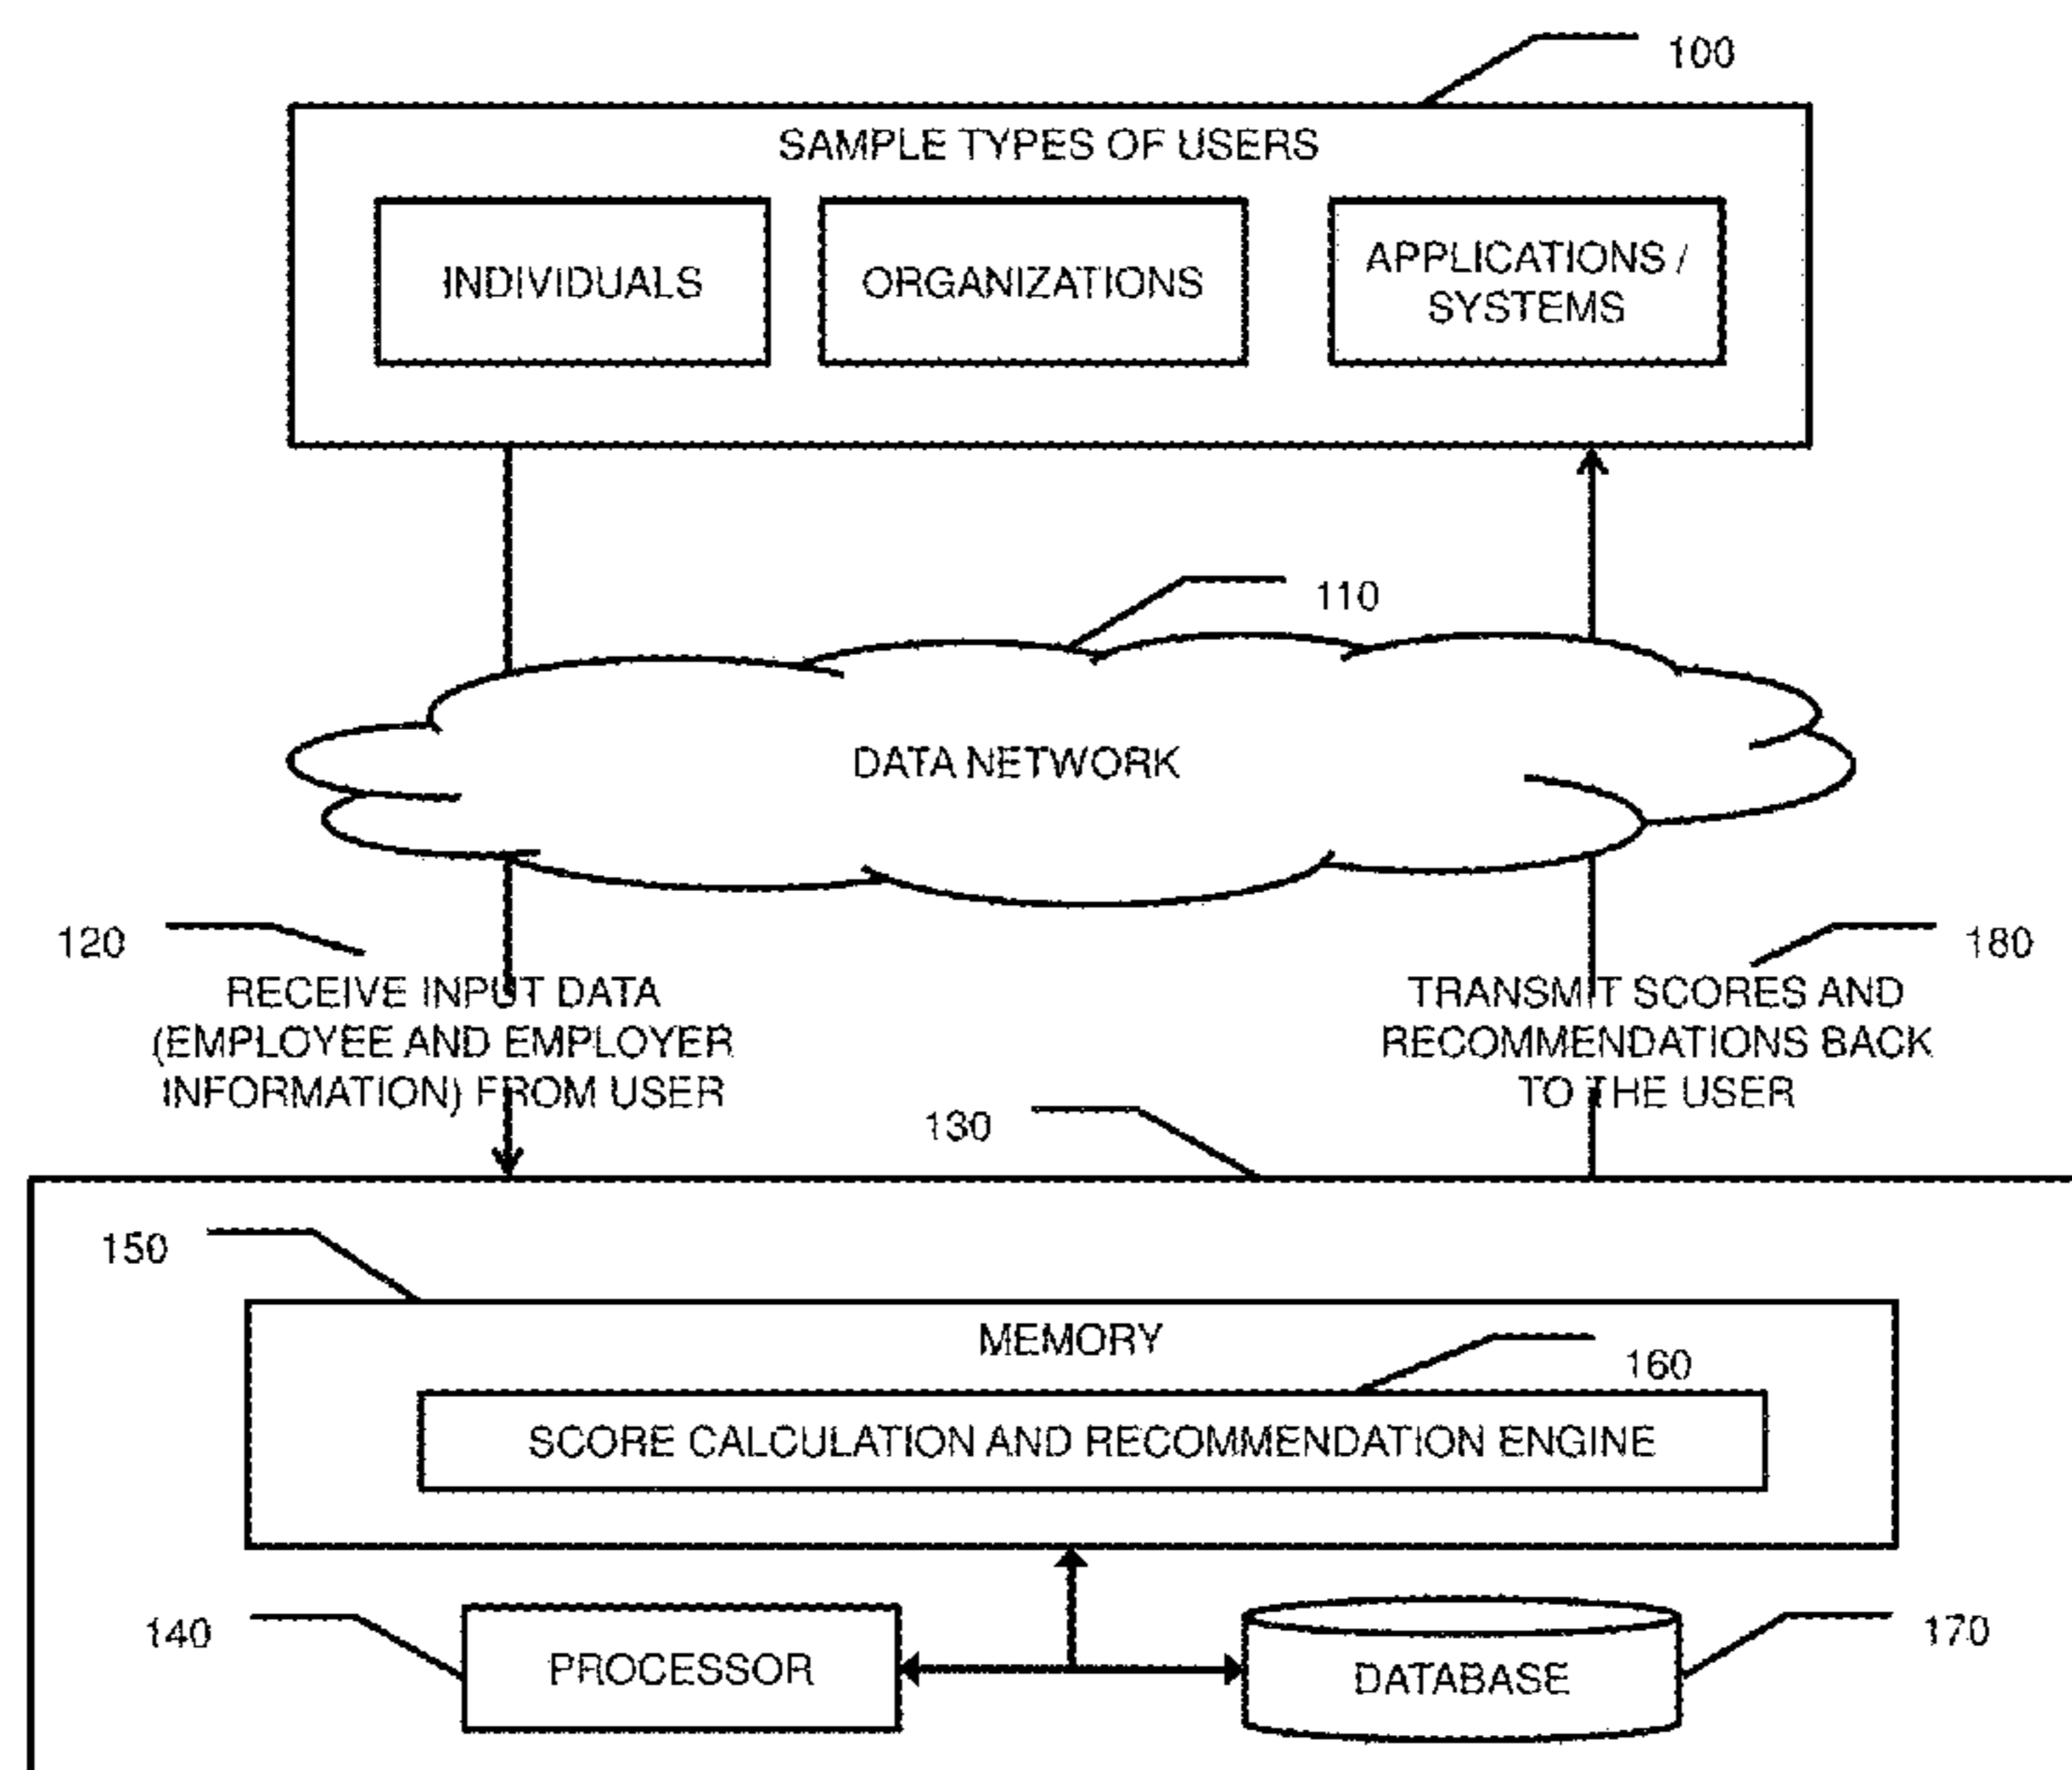 100
SAMPLE TYPES OF USERS
INDIVIDUALS
ORGANIZATIONS
APPLICATIONS /
SYSTEMS
110
DATA NETWORK
120
RECEIVE INPUT DATA
(EMPLOYEE AND EMPLOYER
INFORMATION) FROM USER
180
TRANSMIT SCORES AND
RECOMMENDATIONS BACK
TO THE USER
130
150
MEMORY
160
SCORE CALCULATION AND RECOMMENDATION ENGINE
140
PROCESSOR
DATABASE
170